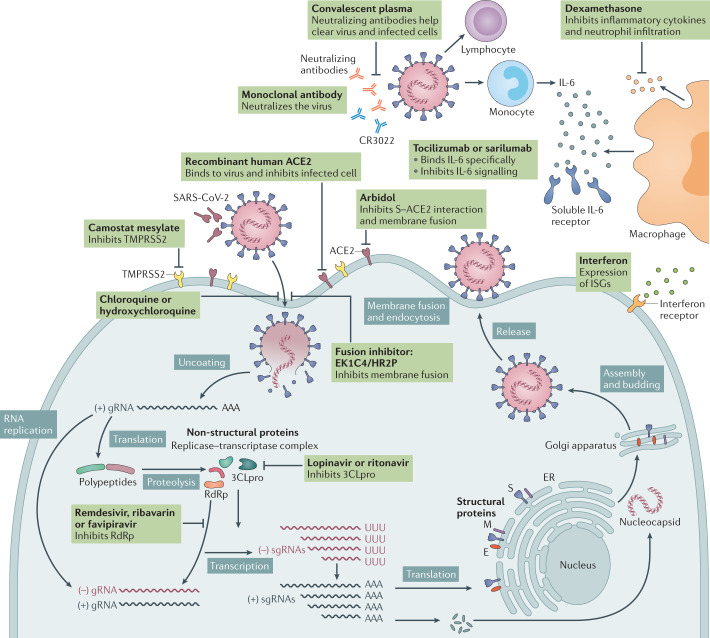 Convalescent plasma
Neutralizing antibodies help
clear virus and infected cells
Dexamethasone
Inhibits inflammatory cytokines
and neutrophil infiltration
Lymphocyte
Neutralizing
antibodies
Monoclonal antibody
Neutralizes the virus
CR3022
Monocyte
IL-6
Tocilizumab or sarilumab
• Binds IL-6 specifically
• Inhibits IL-6 signalling
Soluble IL-6
receptor
Macrophage
Recombinant human ACE2
Binds to virus and inhibits infected cell
SARS-CoV-2
Arbidol
Inhibits S–ACE2 interaction
and membrane fusion
Camostat mesylate
Inhibits TMPRSS2
ACE2
TMPRSS2
Interferon
Expression
of ISGs
Interferon
receptor
Chloroquine or
hydroxychloroquine
Membrane fusion
and endocytosis
Fusion inhibitor:
EK1C4/HR2P
Inhibits membrane fusion
Release
Uncoating
Assembly
and budding
RNA
replication
(+) gRNA
AAA
Translation
Non-structural proteins
Replicase–transcriptase complex
Golgi apparatus
Polypeptides
Proteolysis
3CLpro
RdRp
Lopinavir or ritonavir
Inhibits 3CLpro
Remdesivir, ribavarin
or favipiravir
Inhibits RdRp
ER
S
Structural
proteins
M
E
Nucleocapsid
Nucleus
UUU
UUU
(−) sgRNAs
UUU
UUU
Transcription
Translation
(−) gRNA
(+) gRNA
AAA
(+) sgRNAs
AAA
AAA
AAA